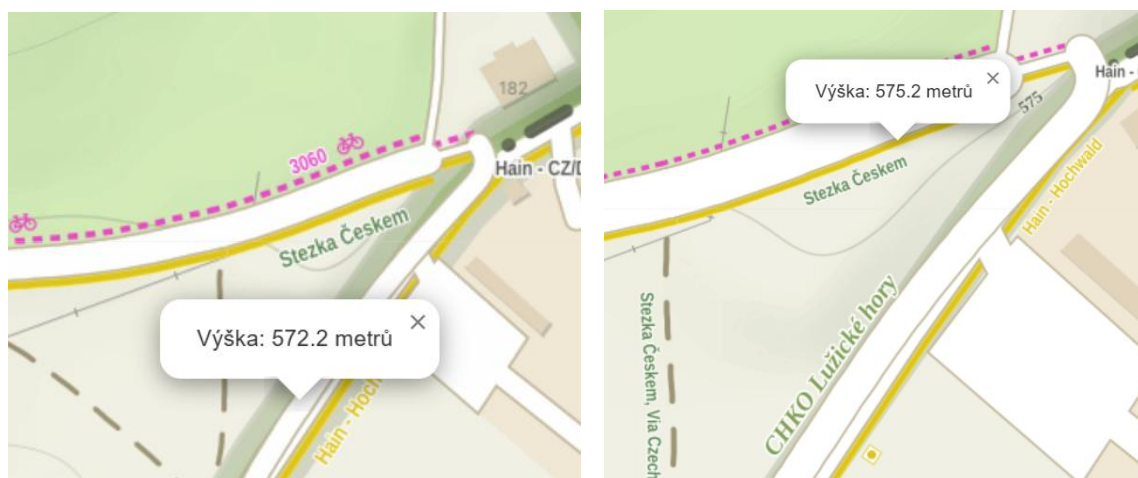 182
3060
Hain - CZ/D
Stezka Českem
Výška: 572.2 metrů
×
Hain - Hoch
Výška: 575.2 metrů
×
Hain -
575
Stezka Českem
Hain - Hochwald
CHKO Lužické hory
Stezka Českem, Via Czech